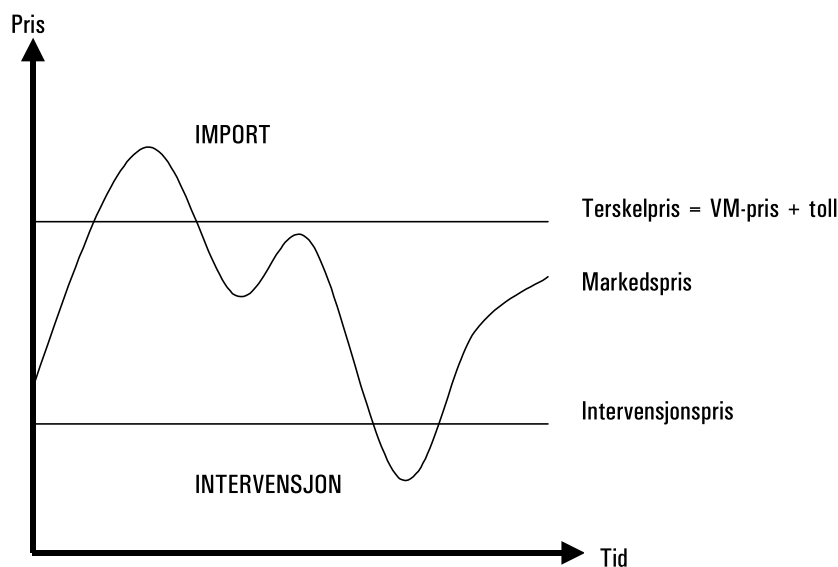 Pris
IMPORT
Terskelpris = VM-pris + toll
Markedspris
Intervensjonspris
INTERVENSJON
Tid